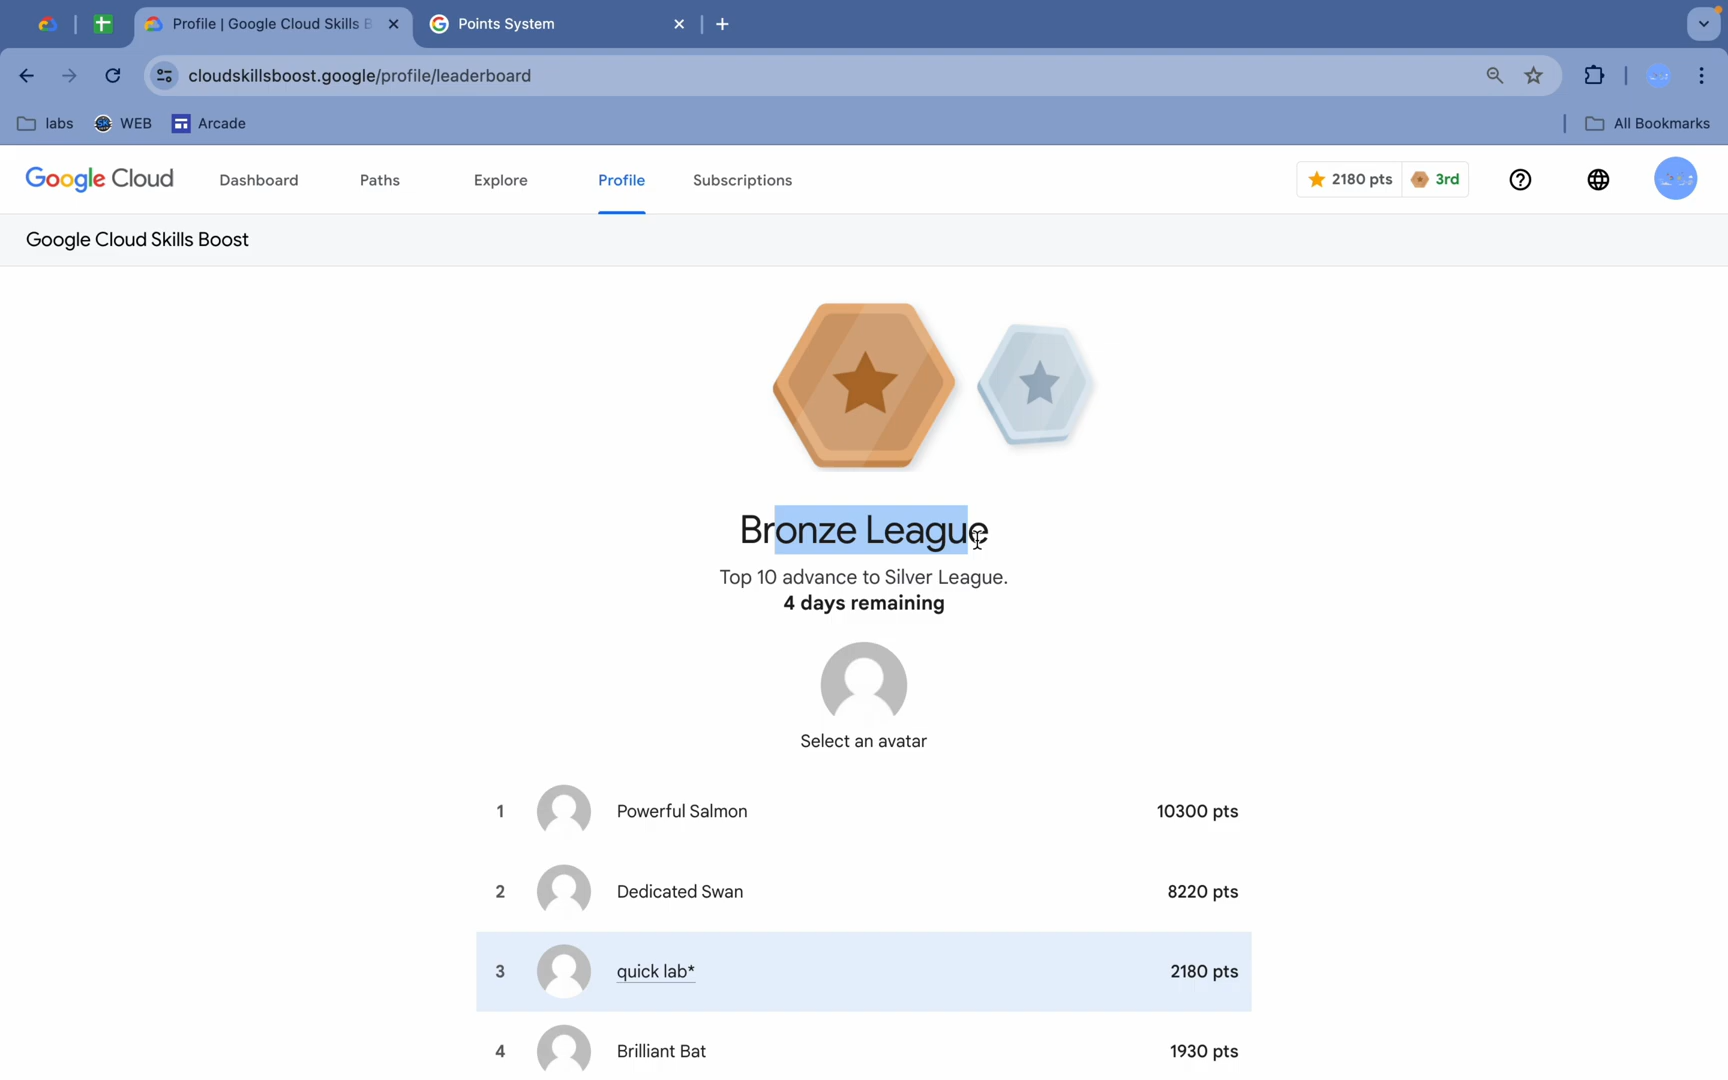 Profile | Google Cloud Skills B
Points System
cloudskillsboost.google/profile/leaderboard
labs
WEB
Arcade
All Bookmarks
Google Cloud
Dashboard
Paths
Explore
Profile
Subscriptions
2180 pts
3rd
Google Cloud Skills Boost
Bronze League
Top 10 advance to Silver League.
4 days remaining
Select an avatar
1 Powerful Salmon 10300 pts
2 Dedicated Swan 8220 pts
3 quick lab* 2180 pts
4 Brilliant Bat 1930 pts